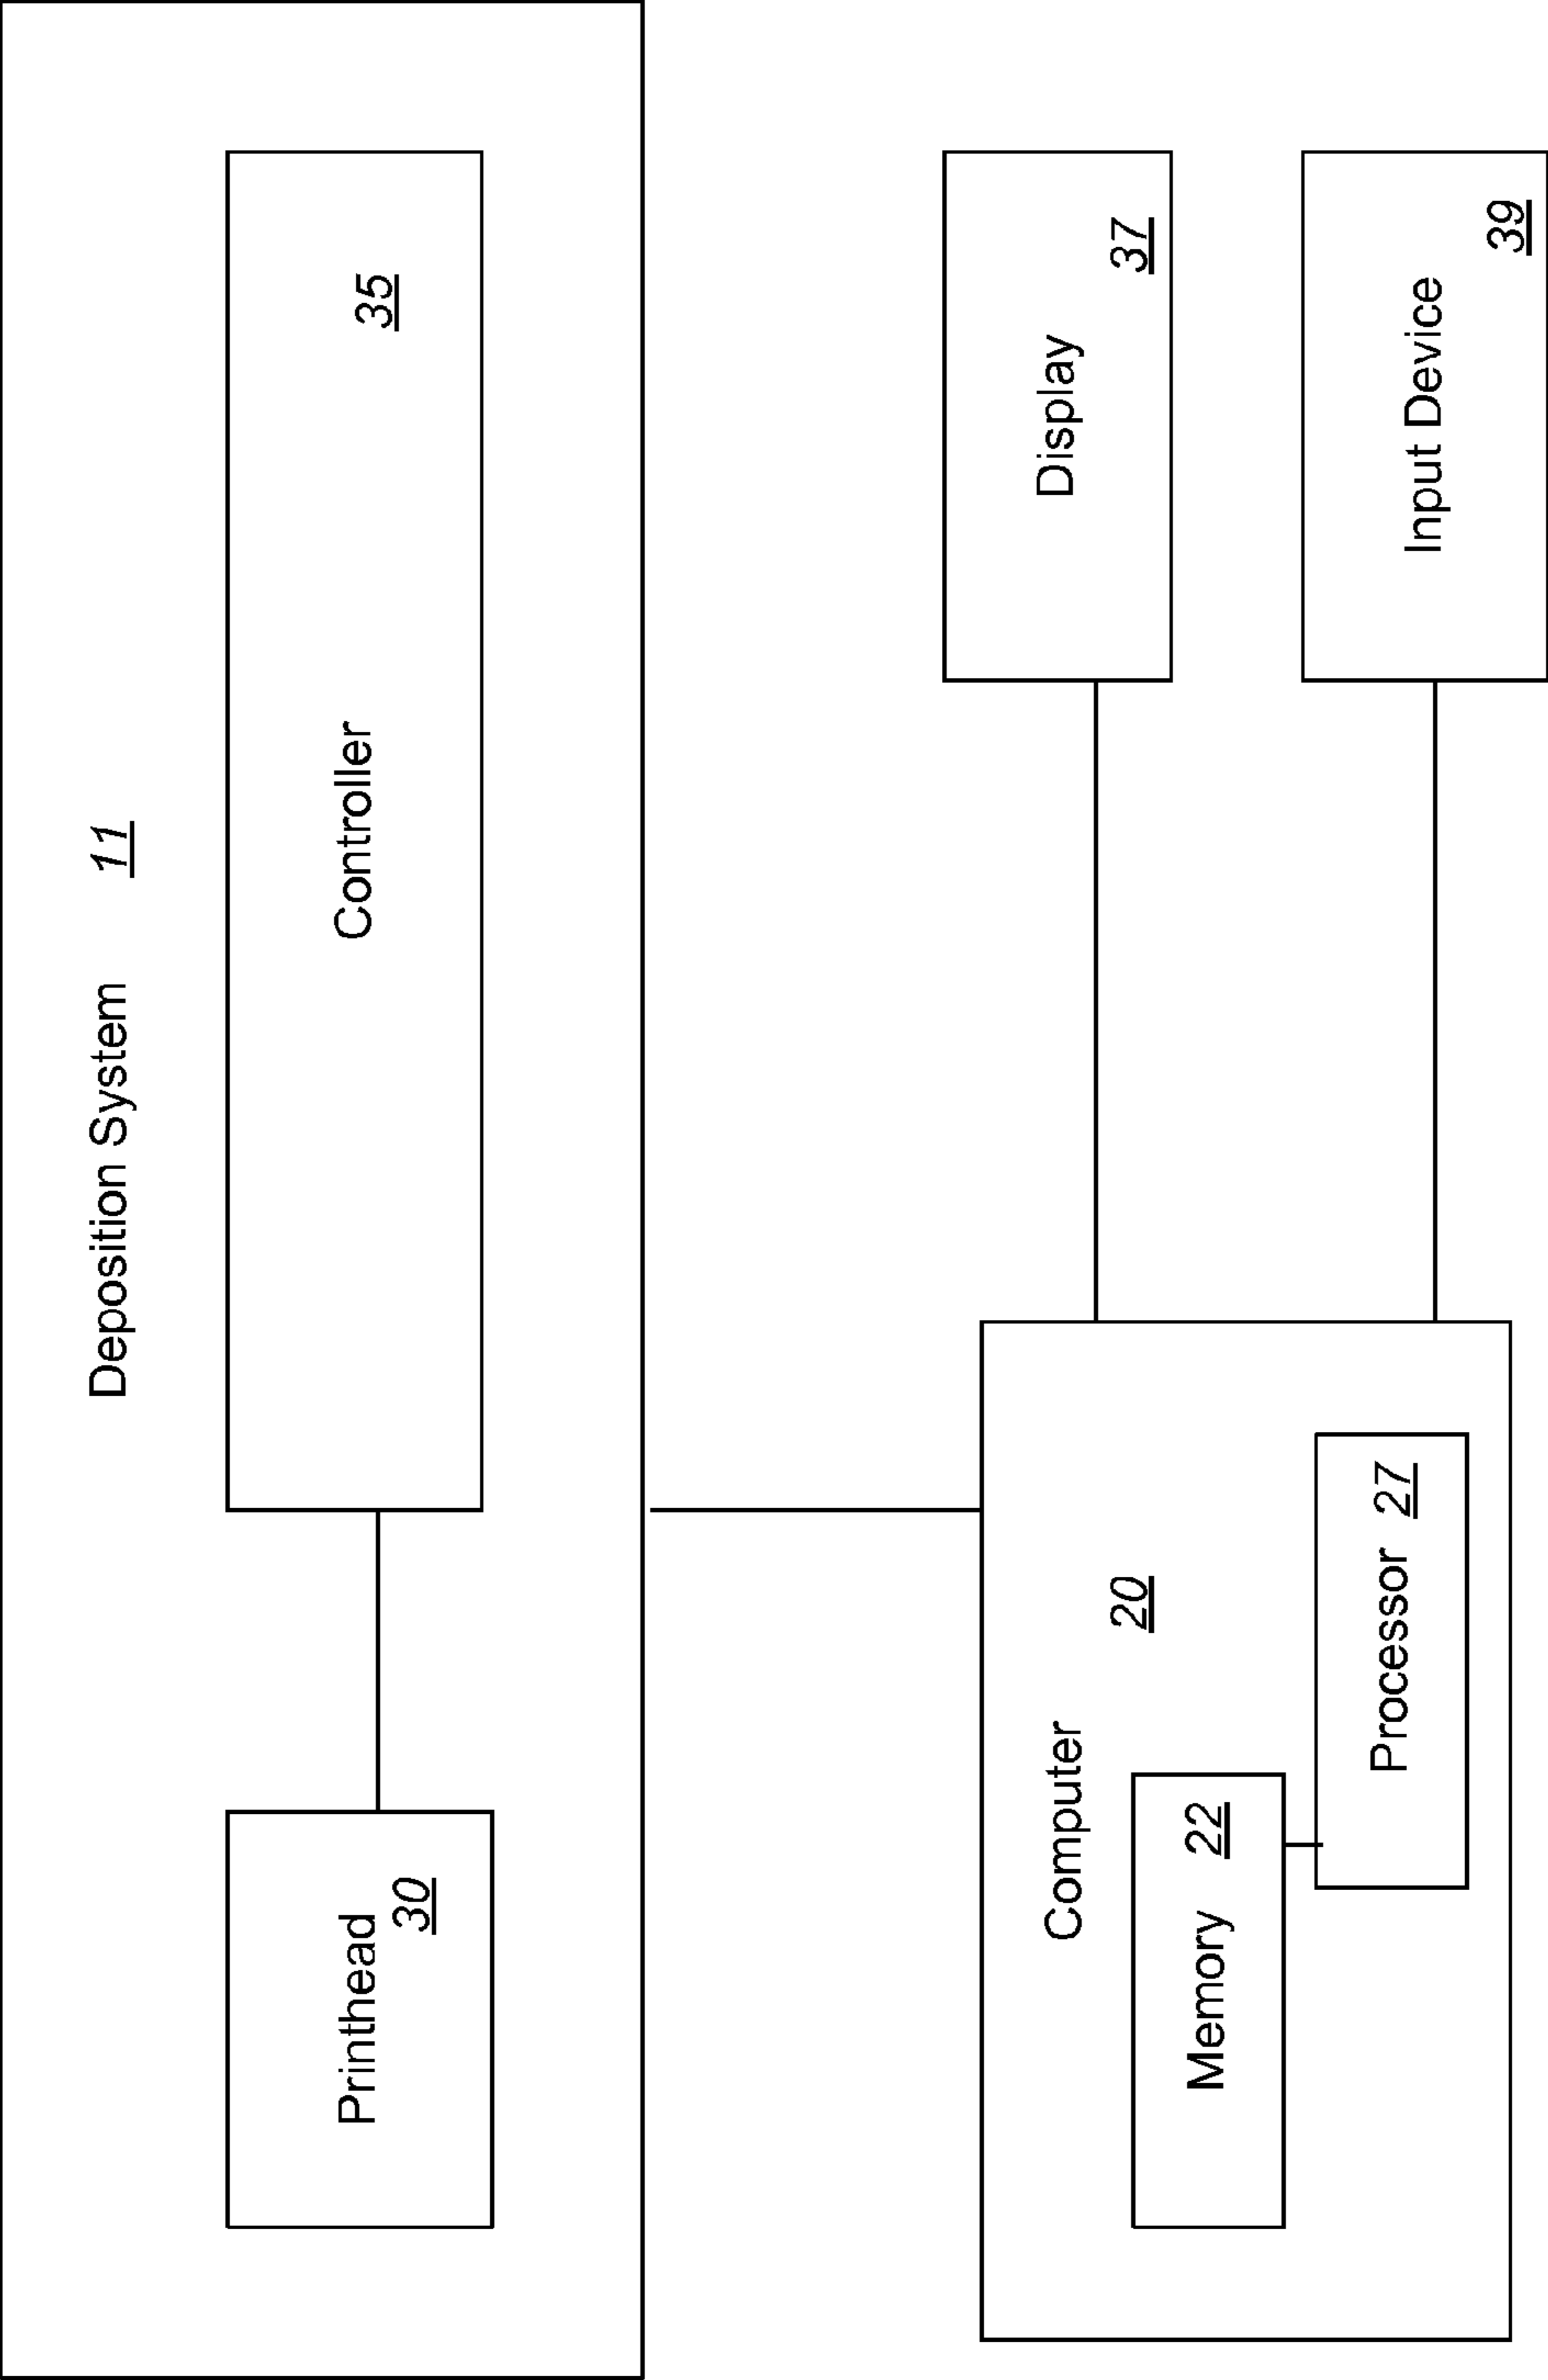 Deposition System 11
Printhead
30
Controller
35
Computer
20
Memory 22
Processor 27
Display
37
Input Device
39